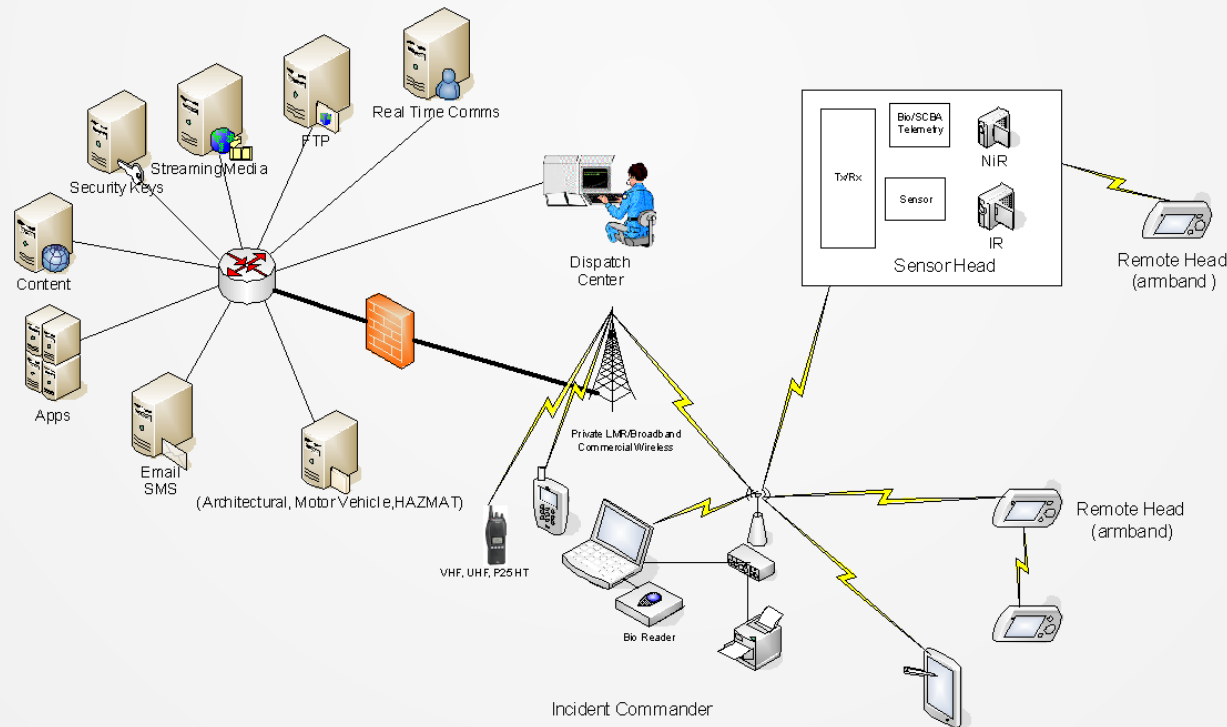 Real Time Comms
FTP
StreamingMedia
Security Keys
Content
Apps
Email
SMS
(Architectural, Motor Vehicle,HAZMAT)
Dispatch
Center
Private LMR/Broadband
Commercial Wireless
VHF, UHF, P25 HT
Bio Reader
Incident Commander
Tx/Rx
Bio/SCBA
Telemetry
Sensor
NiR
IR
Sensor Head
Remote Head
(armband )
Remote Head
(armband)